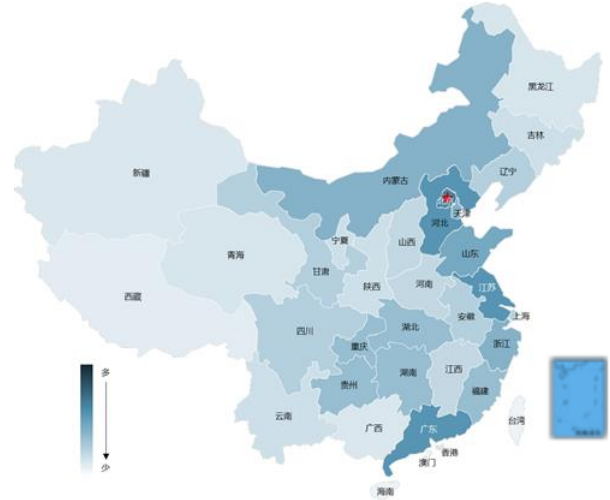 黑龙江
吉林
辽宁
新疆
内蒙古
天津
河北
宁夏
山西
山东
青海
甘肃
陕西
河南
江苏
西藏
安徽
上海
四川
湖北
重庆
浙江
湖南
江西
贵州
福建
云南
广西
广东
台湾
香港
澳门
海南
多
少